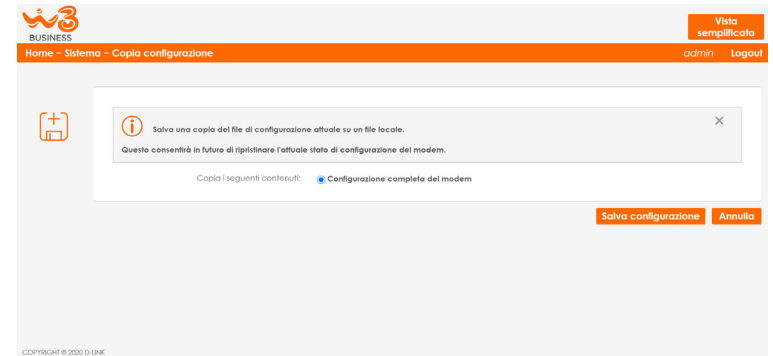 W3
BUSINESS
Vista
semplificata
Home – Sistema – Copia configurazione
admin Logout
Salva una copia del file di configurazione attuale su un file locale.
Questo consentirà in futuro di ripristinare l'attuale stato di configurazione del modem.
Copia i seguenti contenuti: Configurazione completa del modem
Salva configurazione Annulla
COPYRIGHT © 2020 D-LINK